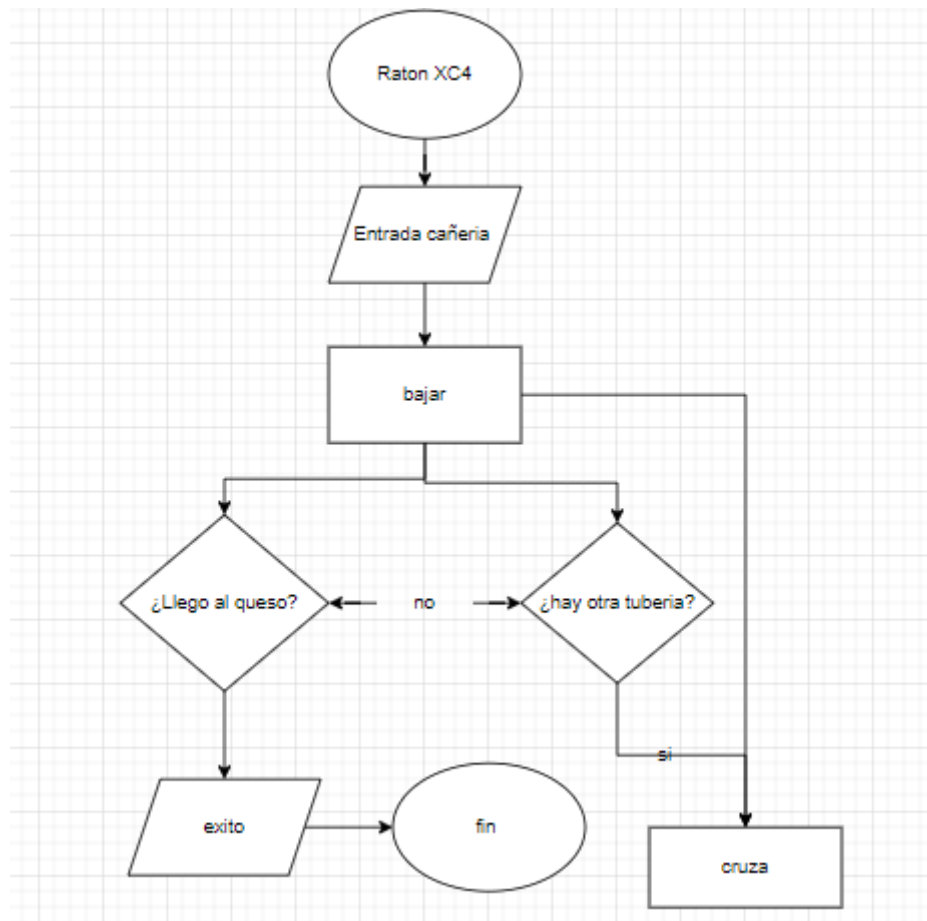 Raton XC4
Entrada cañeria
bajar
¿Llego al queso?
no
¿hay otra tuberia?
si
exito
fin
cruza